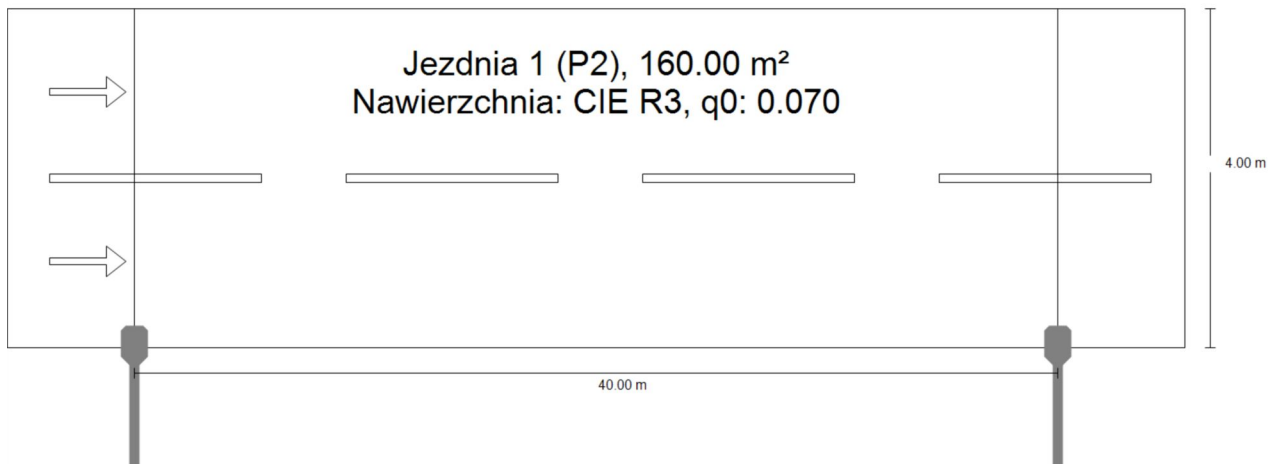 Jezdnia 1 (P2), 160.00 m²
Nawierzchnia: CIE R3, q0: 0.070
4.00 m
40.00 m